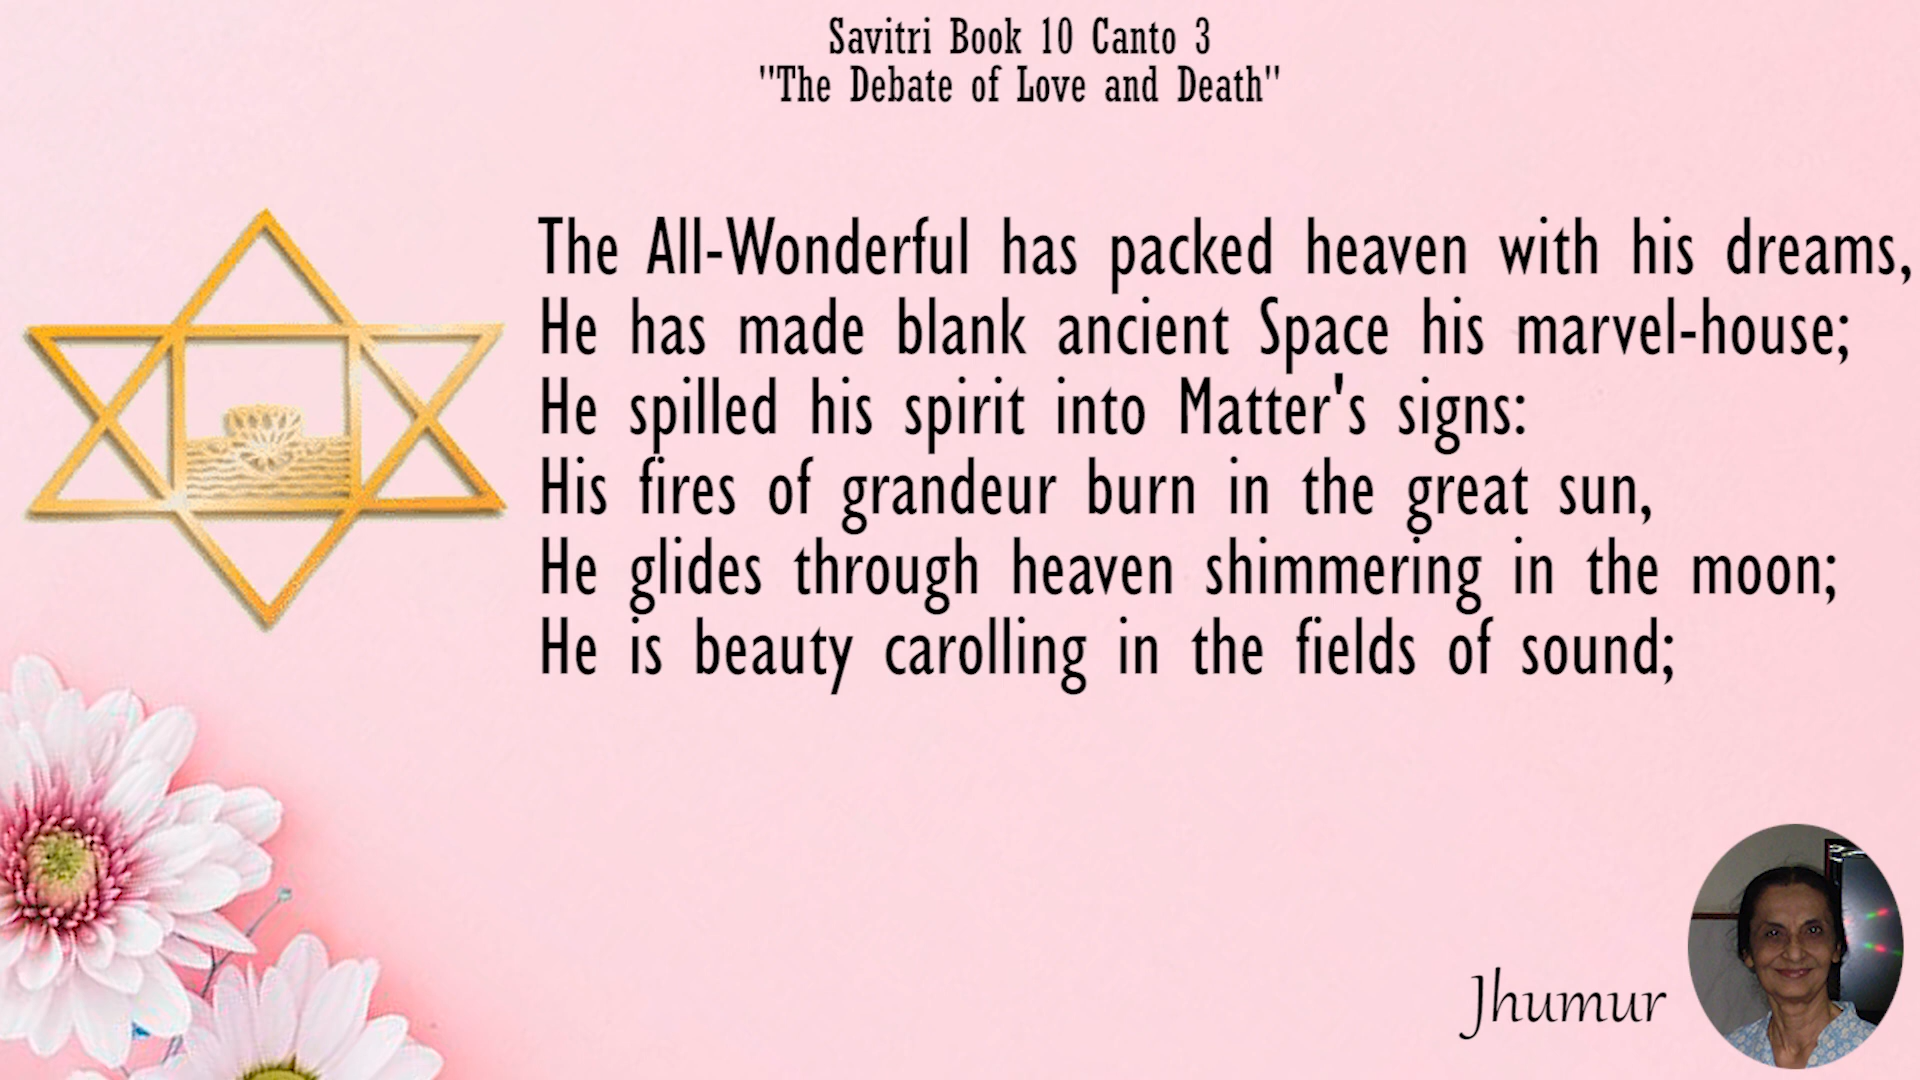 Savitri Book 10 Canto 3
"The Debate of Love and Death"
The All-Wonderful has packed heaven with his dreams,
He has made blank ancient Space his marvel-house;
He spilled his spirit into Matter's signs:
His fires of grandeur burn in the great sun,
He glides through heaven shimmering in the moon;
He is beauty carolling in the fields of sound;
Jhumur